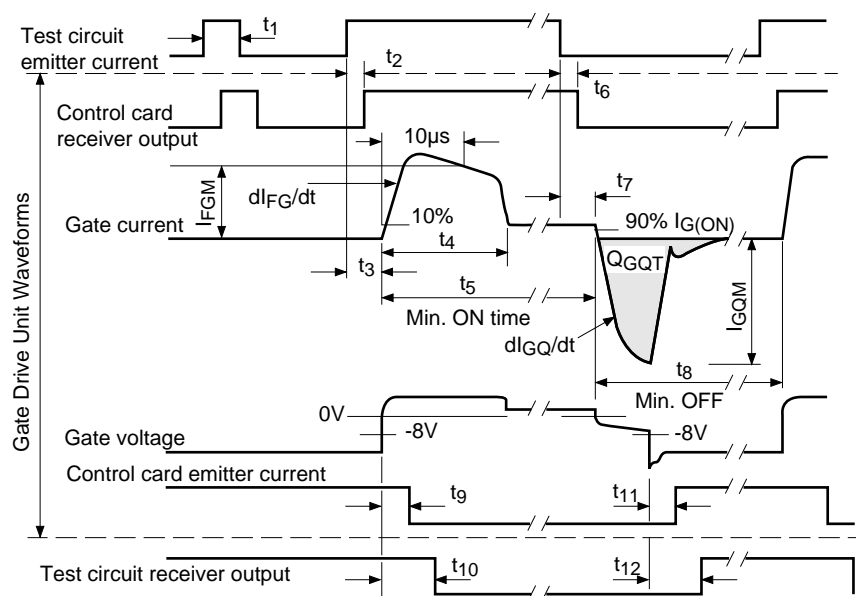 Test circuit
emitter current
t1
t2
t6
Control card
receiver output
10µs
IFGM
dIFG/dt
t7
Gate current
10%
90% IG(ON)
t4
QGQT
t3
t5
Min. ON time
IGQM
dIGQ/dt
t8
Min. OFF
Gate Drive Unit Waveforms
0V
Gate voltage
-8V
-8V
Control card emitter current
t9
t11
Test circuit receiver output
t10
t12